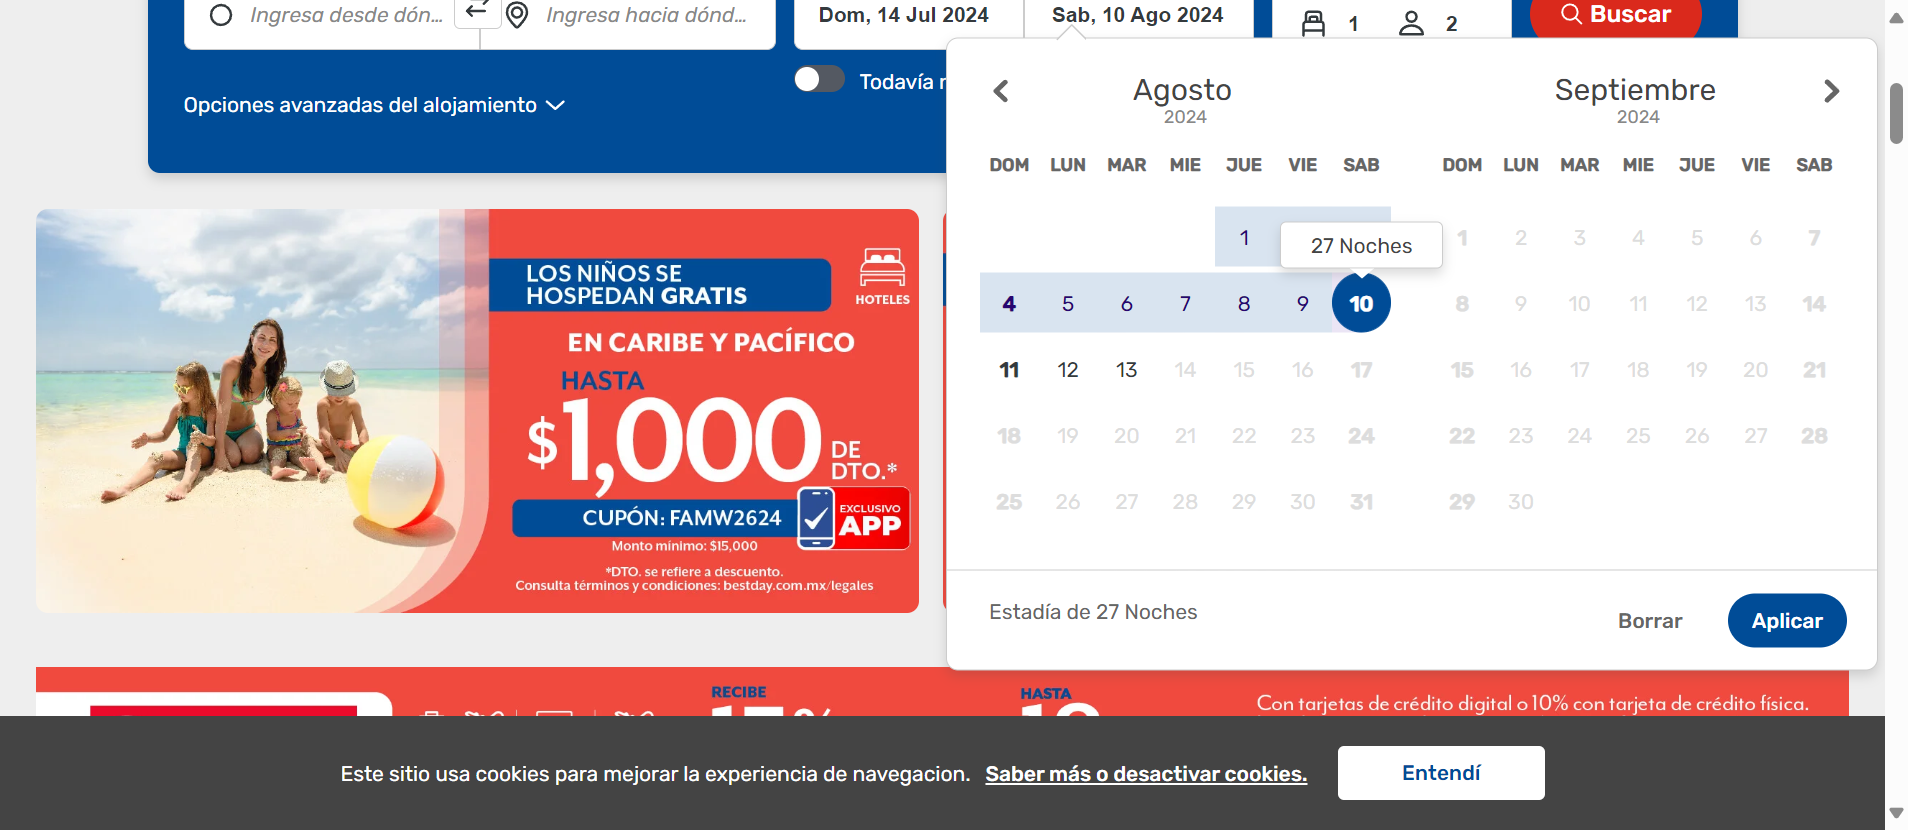 Ingresa desde dón...
Ingresa hacia dónd...
Dom, 14 Jul 2024
Sab, 10 Ago 2024
1
2
Buscar
Todavía
Opciones avanzadas del alojamiento
Agosto
2024
DOM LUN MAR MIE JUE VIE SAB
1
27 Noches
4 5 6 7 8 9 10
11 12 13 14 15 16 17
18 19 20 21 22 23 24
25 26 27 28 29 30 31
Septiembre
2024
DOM LUN MAR MIE JUE VIE SAB
1 2 3 4 5 6 7
8 9 10 11 12 13 14
15 16 17 18 19 20 21
22 23 24 25 26 27 28
29 30
Estadía de 27 Noches
Borrar
Aplicar
LOS NIÑOS SE
HOSPEDAN GRATIS
HOTELES
EN CARIBE Y PACÍFICO
HASTA
$1,000 DE
DTO.*
CUPÓN: FAMW2624
EXCLUSIVO
APP
Monto mínimo: $15,000
*DTO. se refiere a descuento.
Consulta términos y condiciones: bestday.com.mx/legales
RECIBE
HASTA
Con tarjetas de crédito digital o 10% con tarjeta de crédito física.
Este sitio usa cookies para mejorar la experiencia de navegacion. Saber más o desactivar cookies.
Entendí